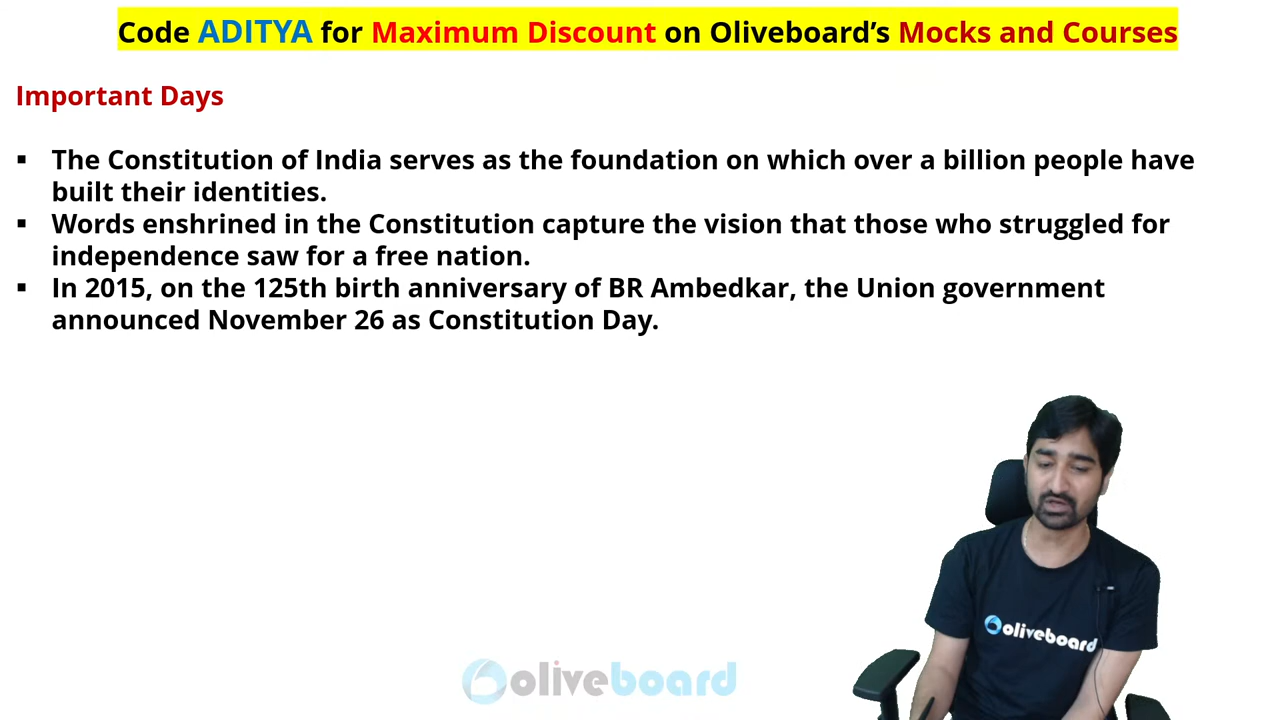 Code ADITYA for Maximum Discount on Oliveboard’s Mocks and Courses
Important Days
▪ The Constitution of India serves as the foundation on which over a billion people have
built their identities.
▪ Words enshrined in the Constitution capture the vision that those who struggled for
independence saw for a free nation.
▪ In 2015, on the 125th birth anniversary of BR Ambedkar, the Union government
announced November 26 as Constitution Day.
oliveboard
oliveboard